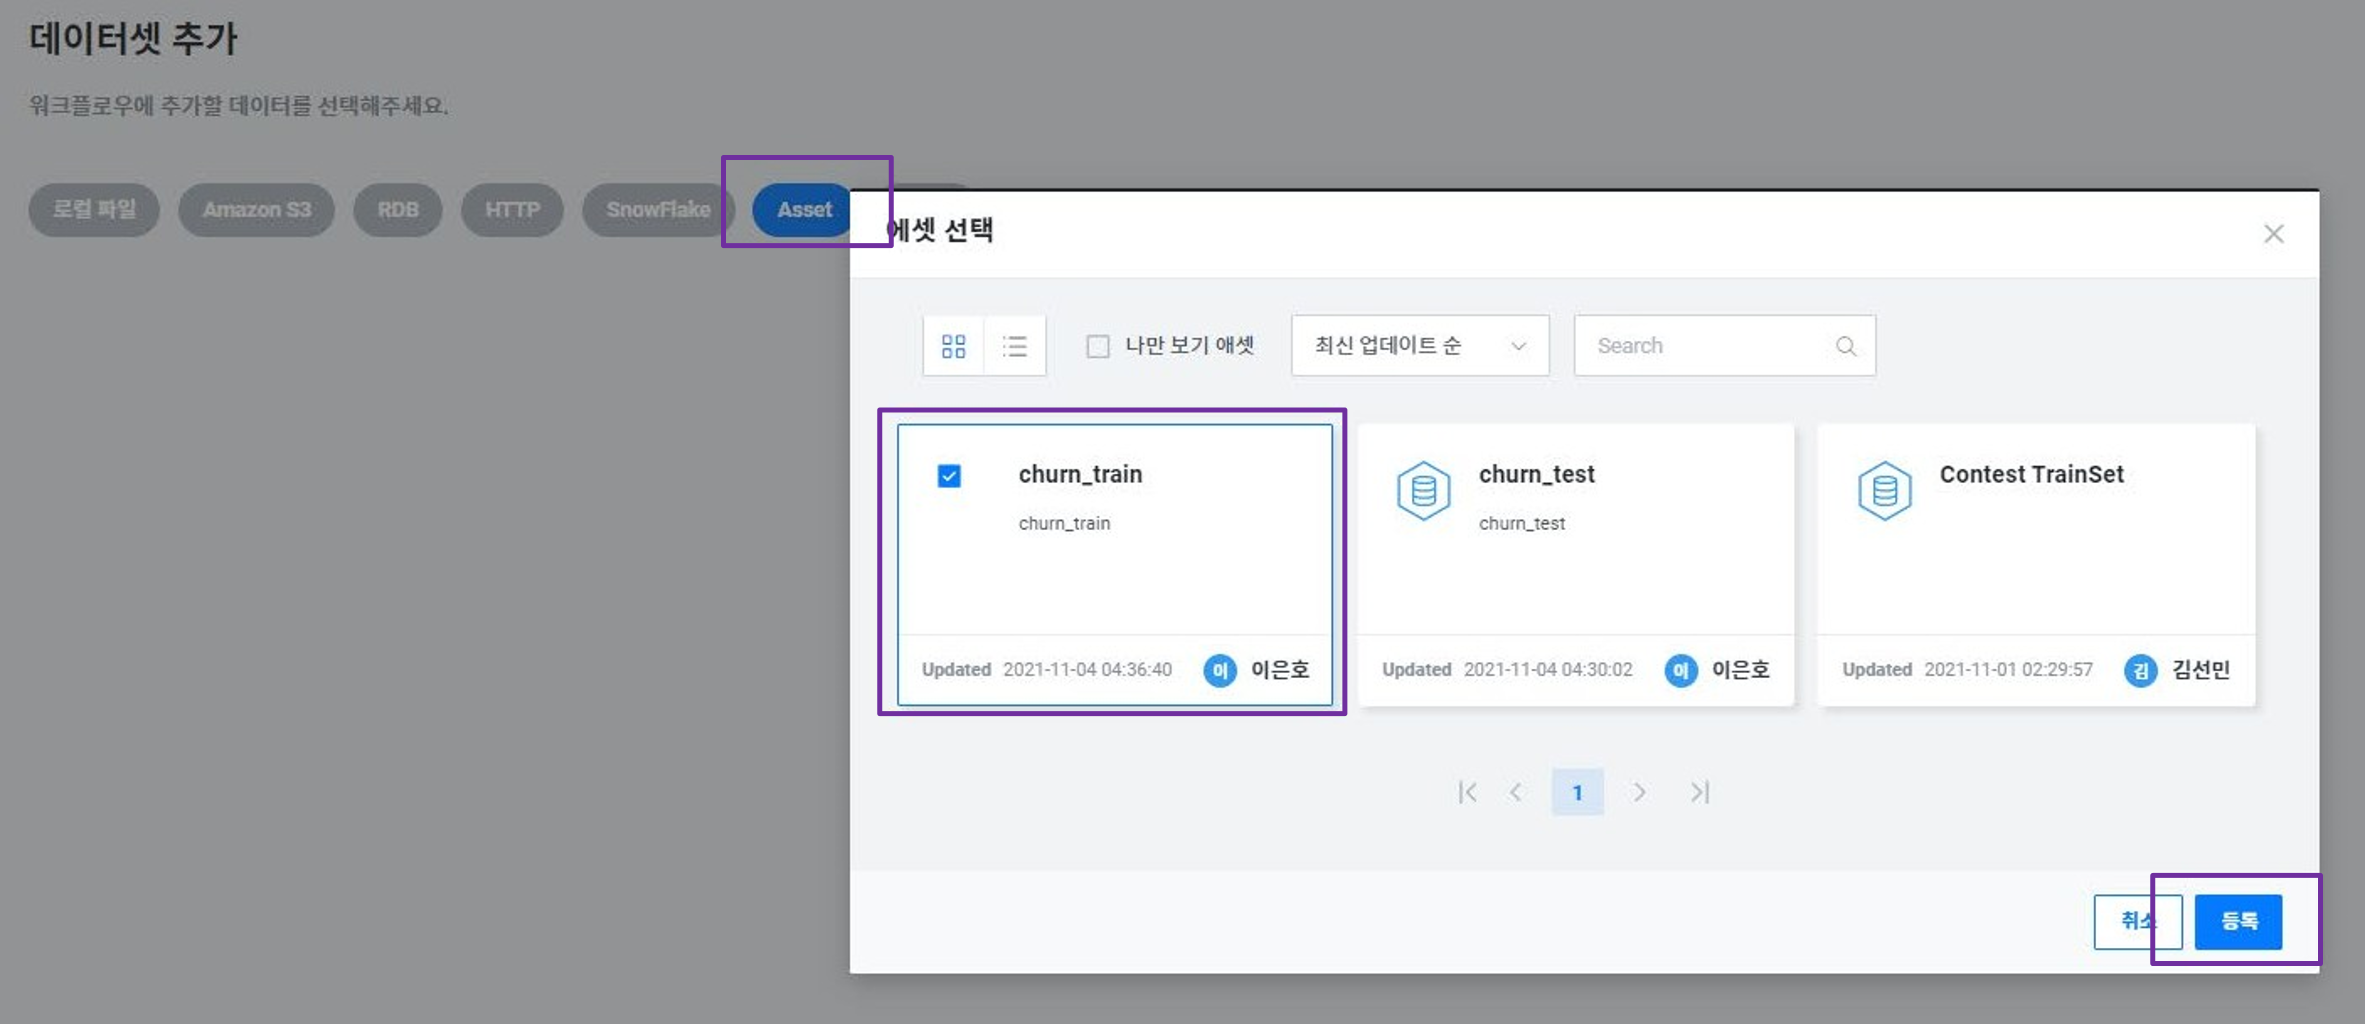 데이터셋 추가
워크플로우에 추가할 데이터를 선택해주세요.
로컬 파일 Amazon S3 RDB HTTP SnowFlake Asset
에셋 선택
나만 보기 애셋 최신 업데이트 순 Search
churn_train
churn_train
Updated 2021-11-04 04:36:40 이 이은호
churn_test
churn_test
Updated 2021-11-04 04:30:02 이 이은호
Contest TrainSet
Updated 2021-11-01 02:29:57 김 김선민
1
취소 등록